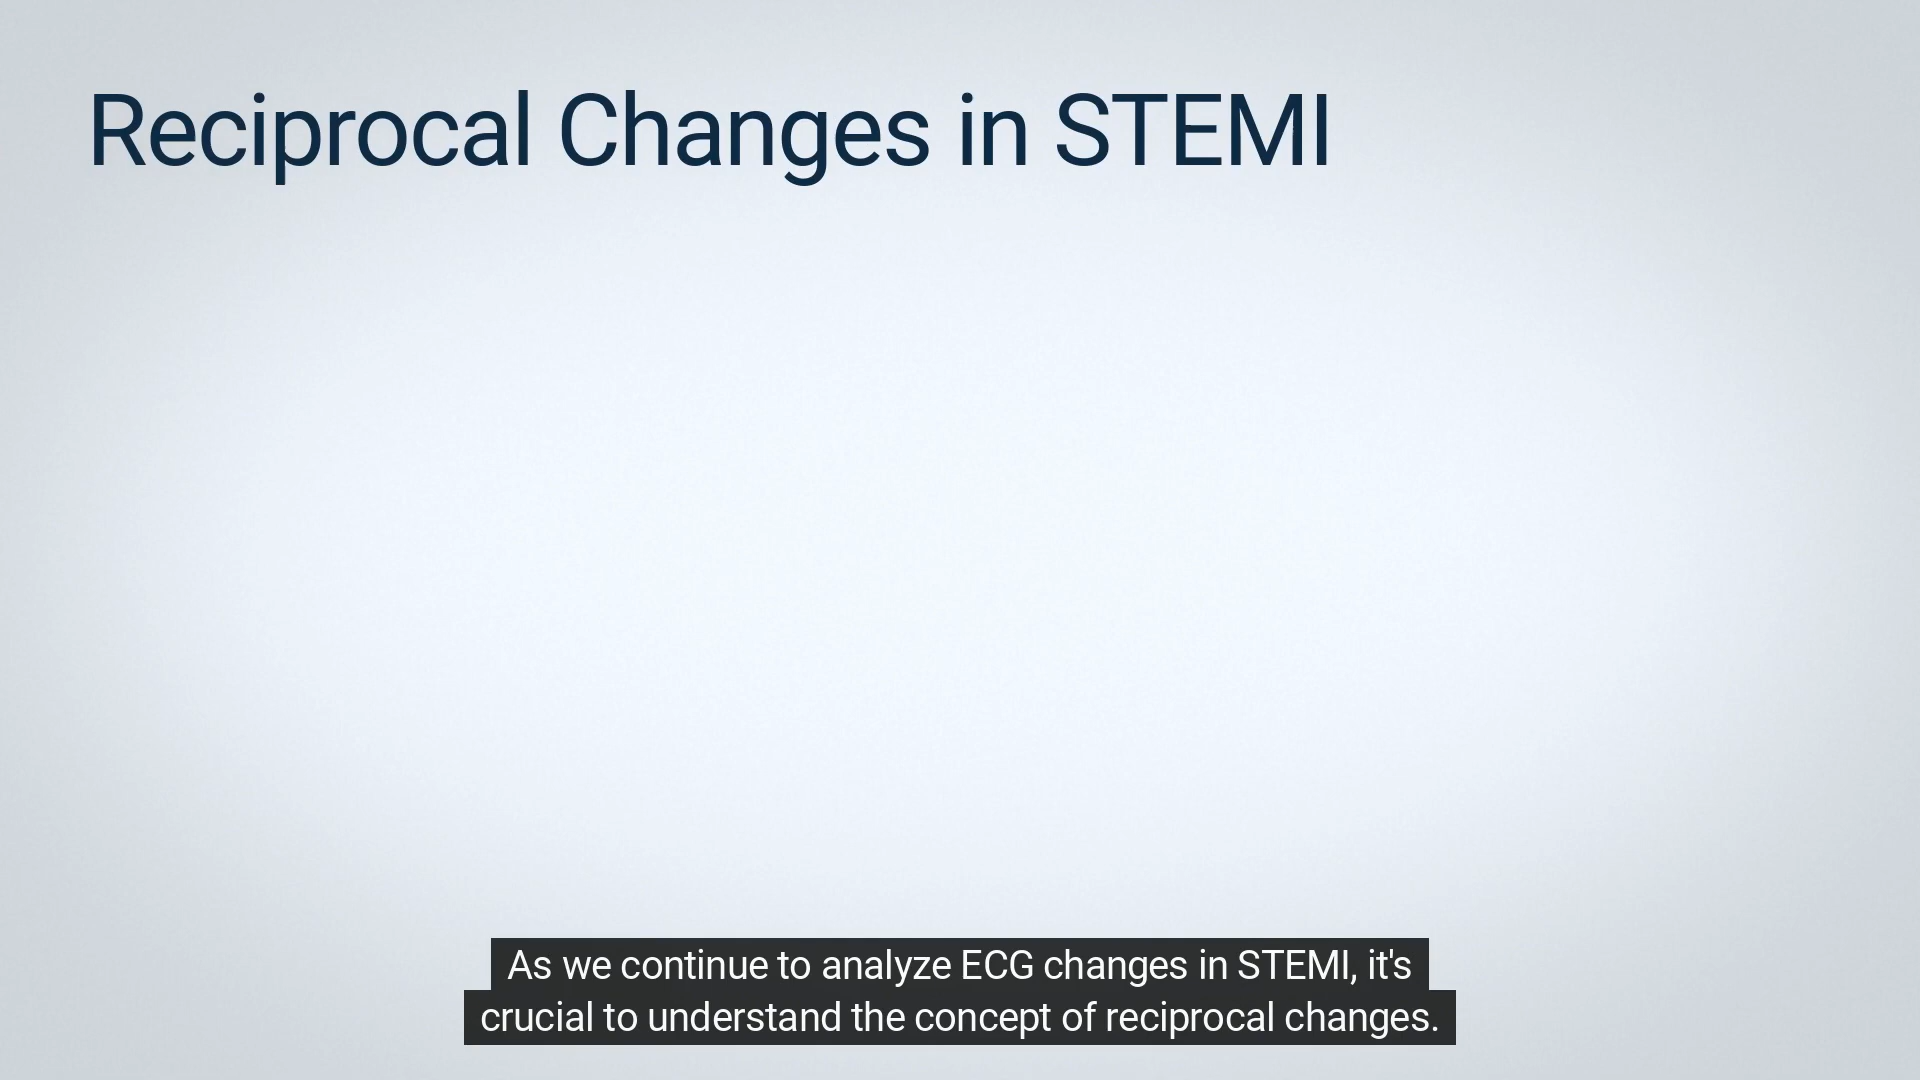 Reciprocal Changes in STEMI
As we continue to analyze ECG changes in STEMI, it's
crucial to understand the concept of reciprocal changes.